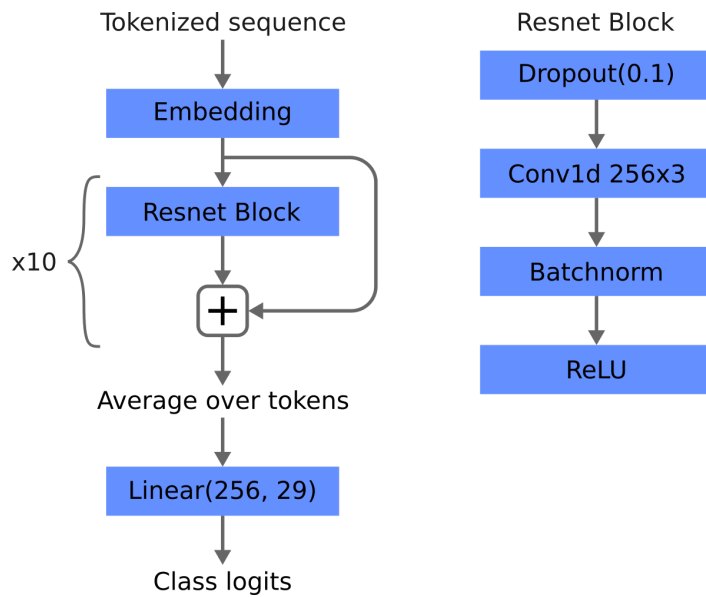 Tokenized sequence
Embedding
Resnet Block
x10
+
Average over tokens
Linear(256, 29)
Class logits
Resnet Block
Dropout(0.1)
Conv1d 256x3
Batchnorm
ReLU